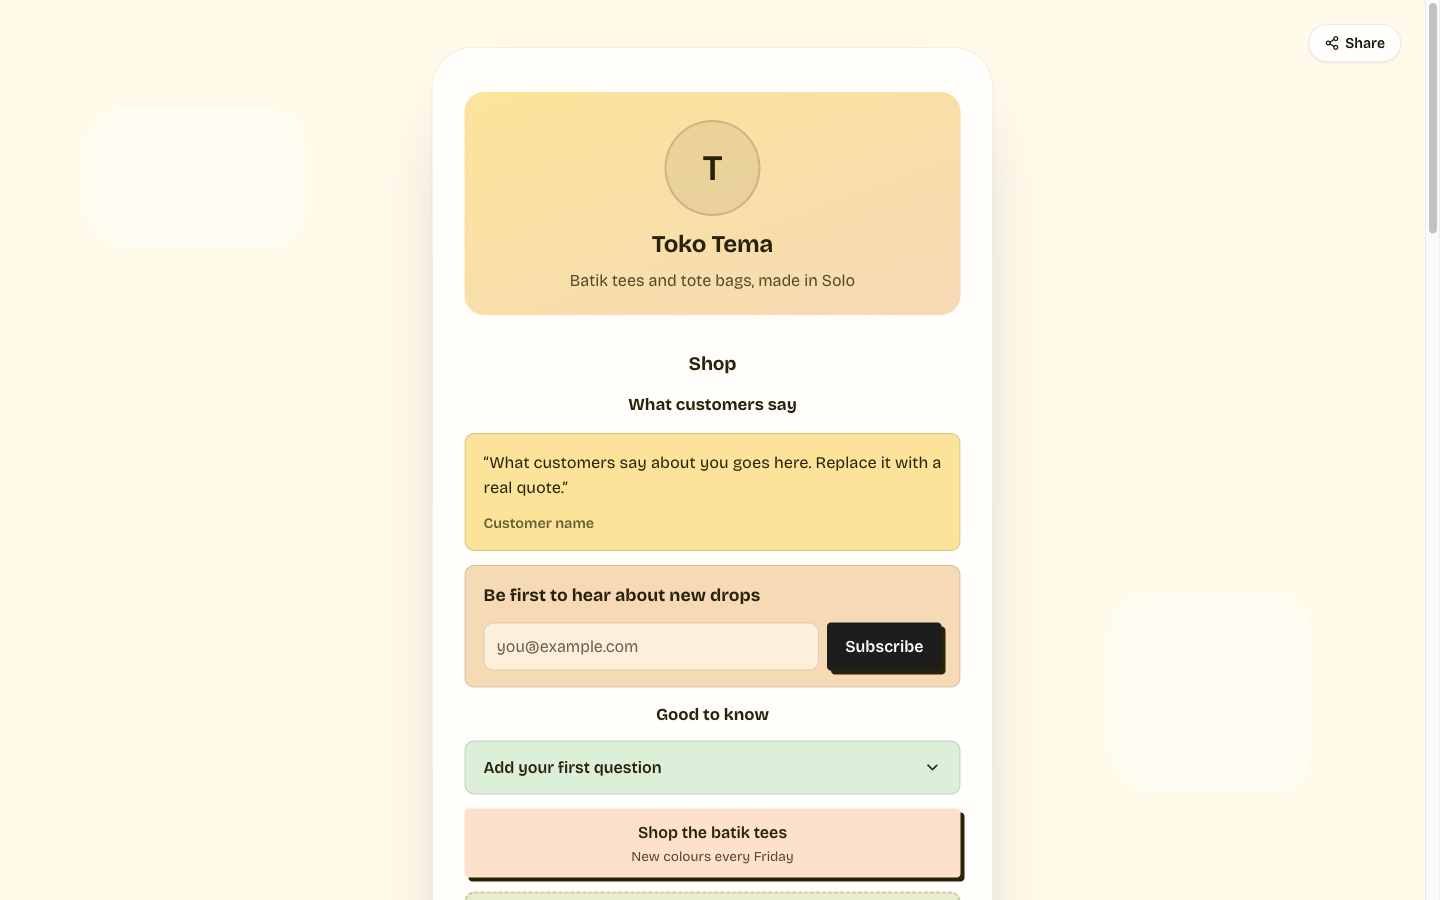 Share
T
Toko Tema
Batik tees and tote bags, made in Solo
Shop
What customers say
“What customers say about you goes here. Replace it with a
real quote.”
Customer name
Be first to hear about new drops
you@example.com
Subscribe
Good to know
Add your first question
Shop the batik tees
New colours every Friday